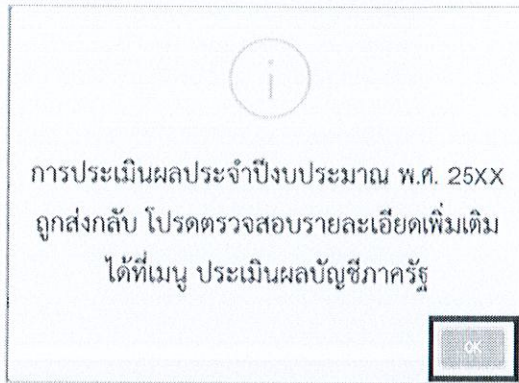 การประเมินผลประจำปีงบประมาณ พ.ศ. 25XX
ถูกส่งกลับ โปรดตรวจสอบรายละเอียดเพิ่มเติม
ได้ที่เมนู ประเมินผลบัญชีภาครัฐ
OK